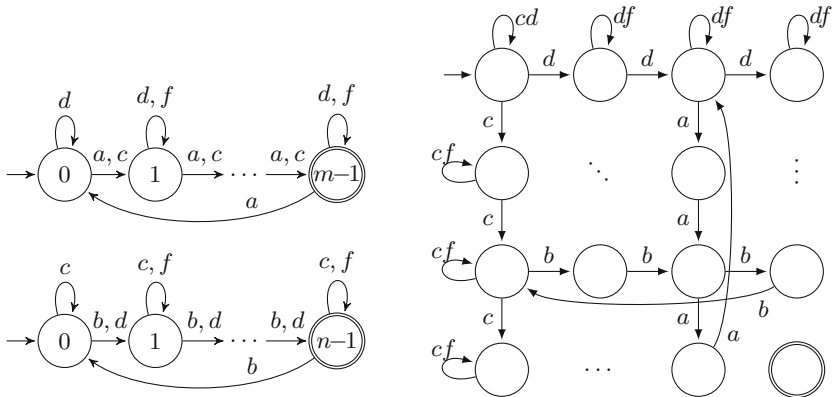 d d, f d, f
0 a, c 1 a, c ··· a, c m−1
a
c c, f c, f
0 b, d 1 b, d ··· b, d n−1
b
cd df df df
d d d
c a
cf ⋱ ⋮
c a
cf b b b
b
c a a
cf ···